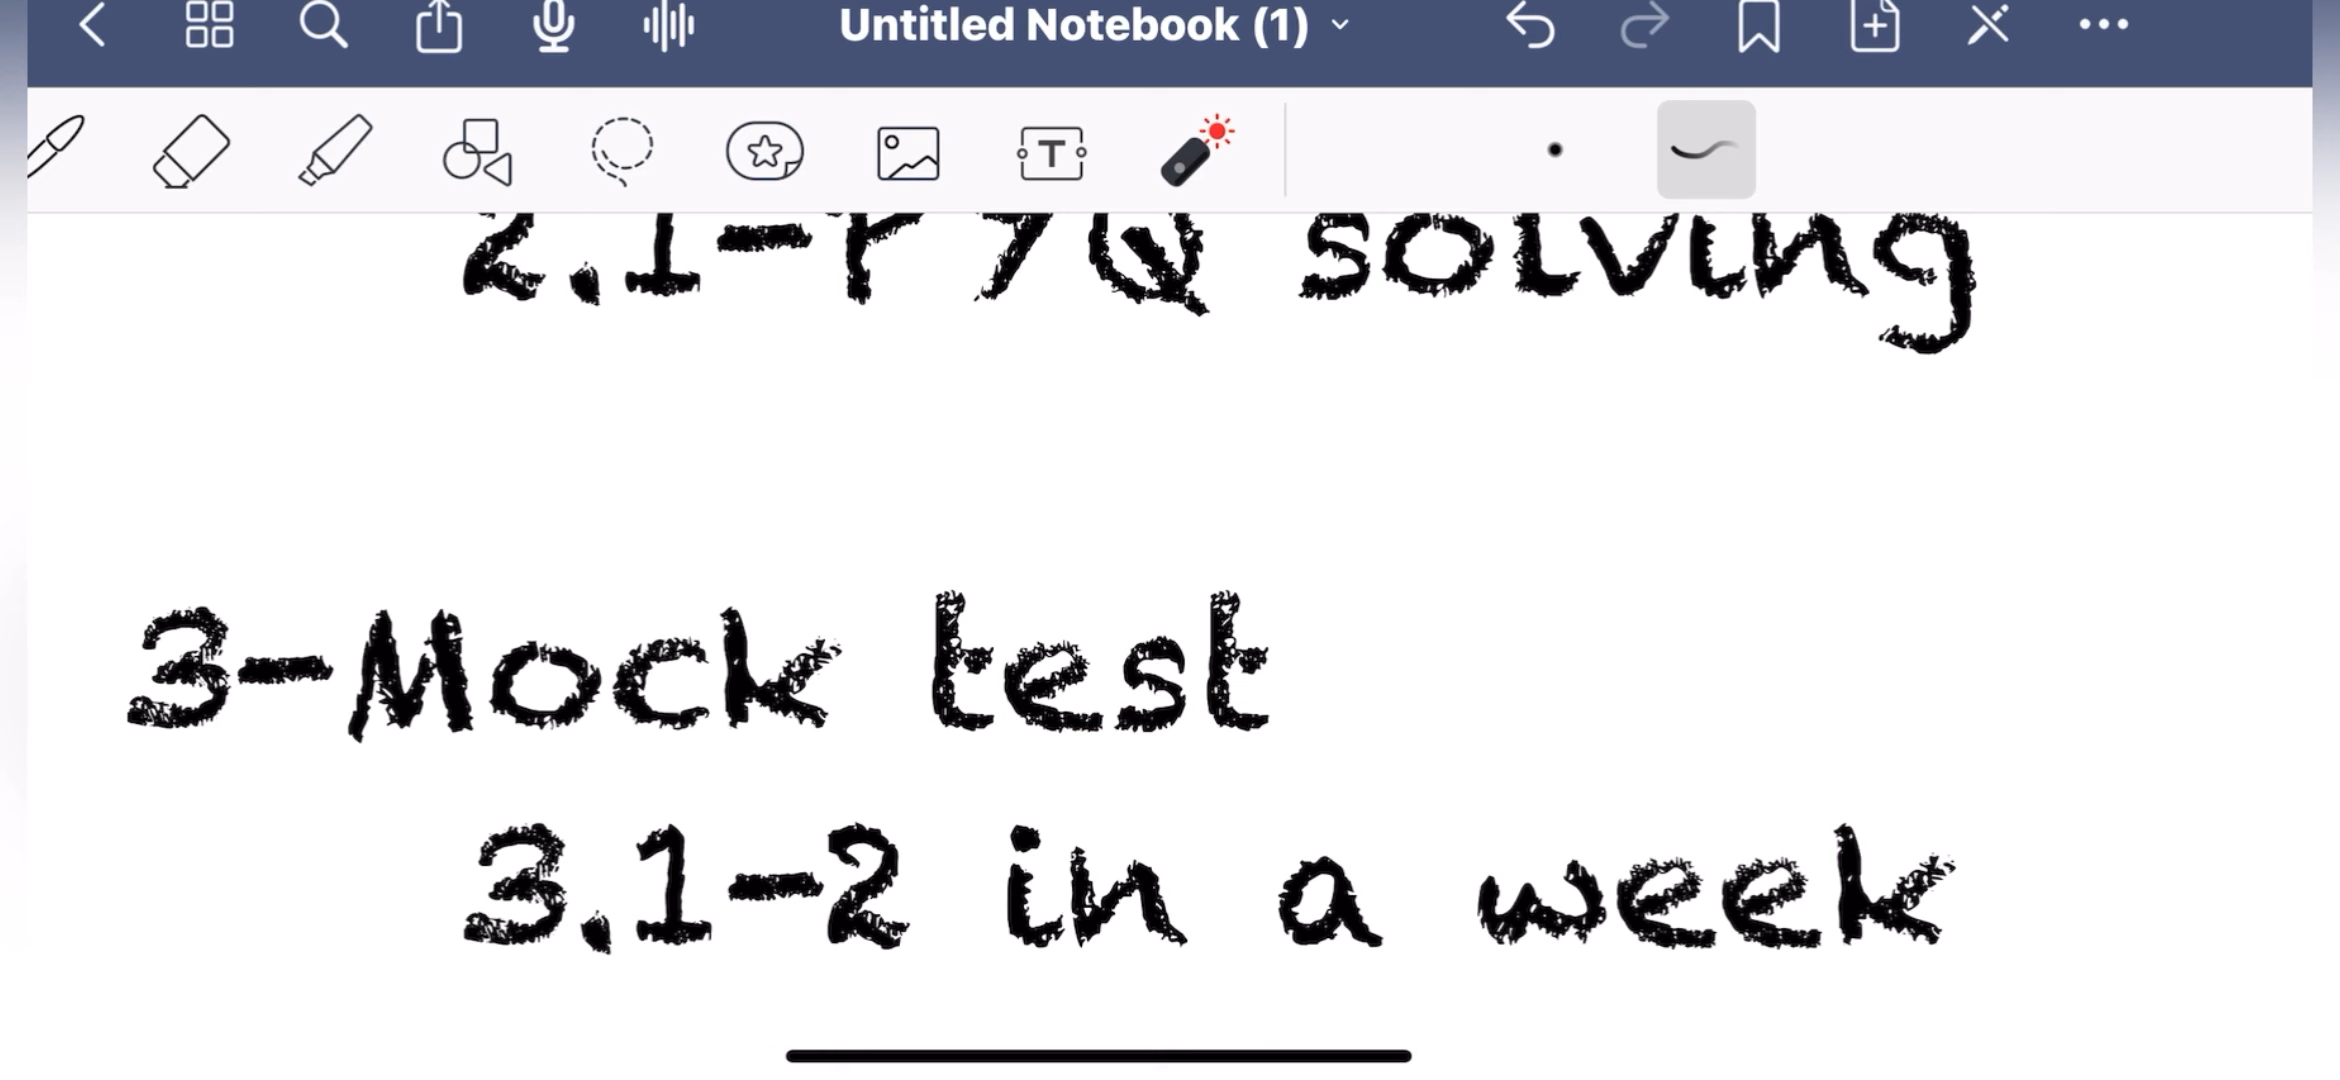 Untitled Notebook (1)
T
2.1-PYQ solving
3-Mock test
3.1-2 in a week